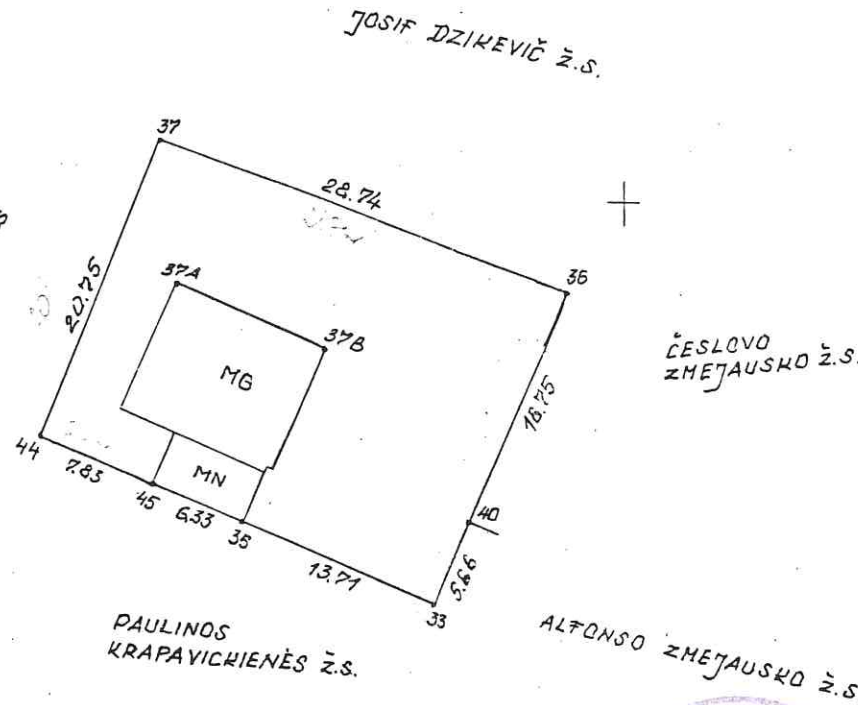 JOSIF DZIKEVIČ Ž.S.
37
28.74
36
37A
20.75
37B
ČESLOVO
ZMEJAUSKO Ž.S.
MG
16.75
44
7.83
MN
45
6.33
35
40
13.71
5.66
33
PAULINOS
KRAPAVICKIENĖS Ž.S.
ALFONSO ZMEJAUSKO Ž.S.